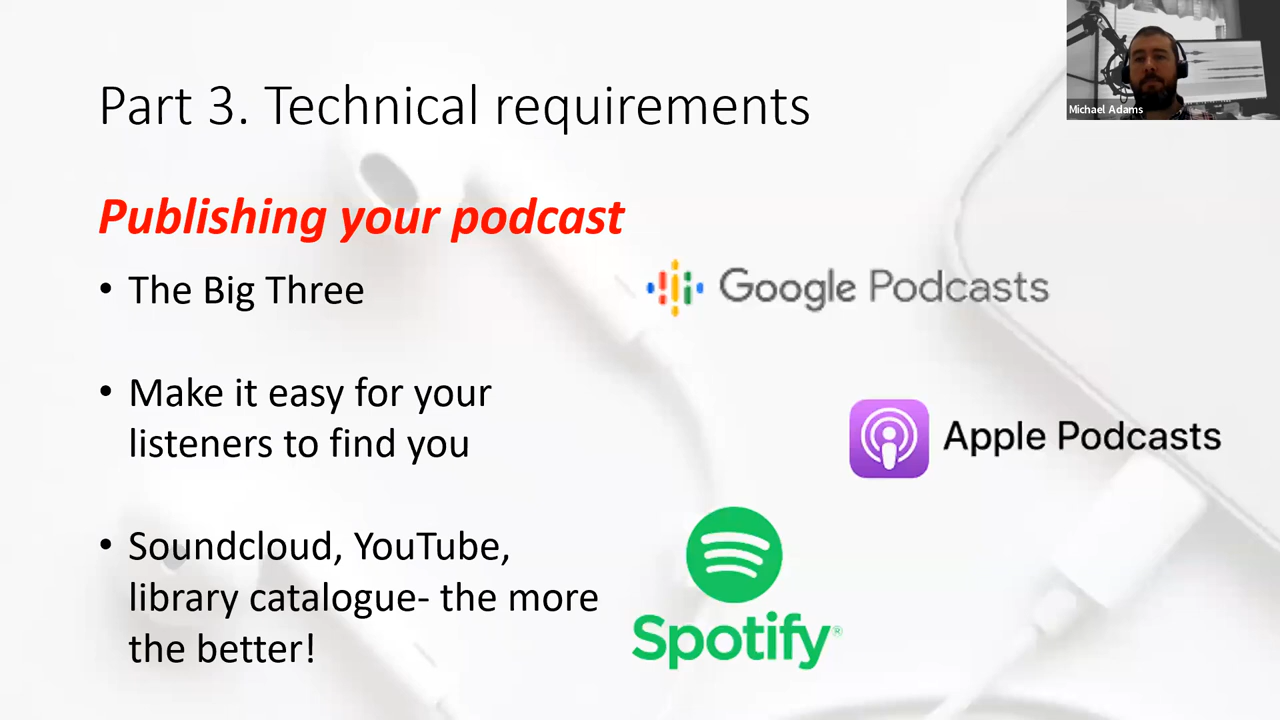 Part 3. Technical requirements
Michael Adams
Publishing your podcast
• The Big Three
Google Podcasts
• Make it easy for your
listeners to find you
Apple Podcasts
• Soundcloud, YouTube,
library catalogue- the more
the better!
Spotify®